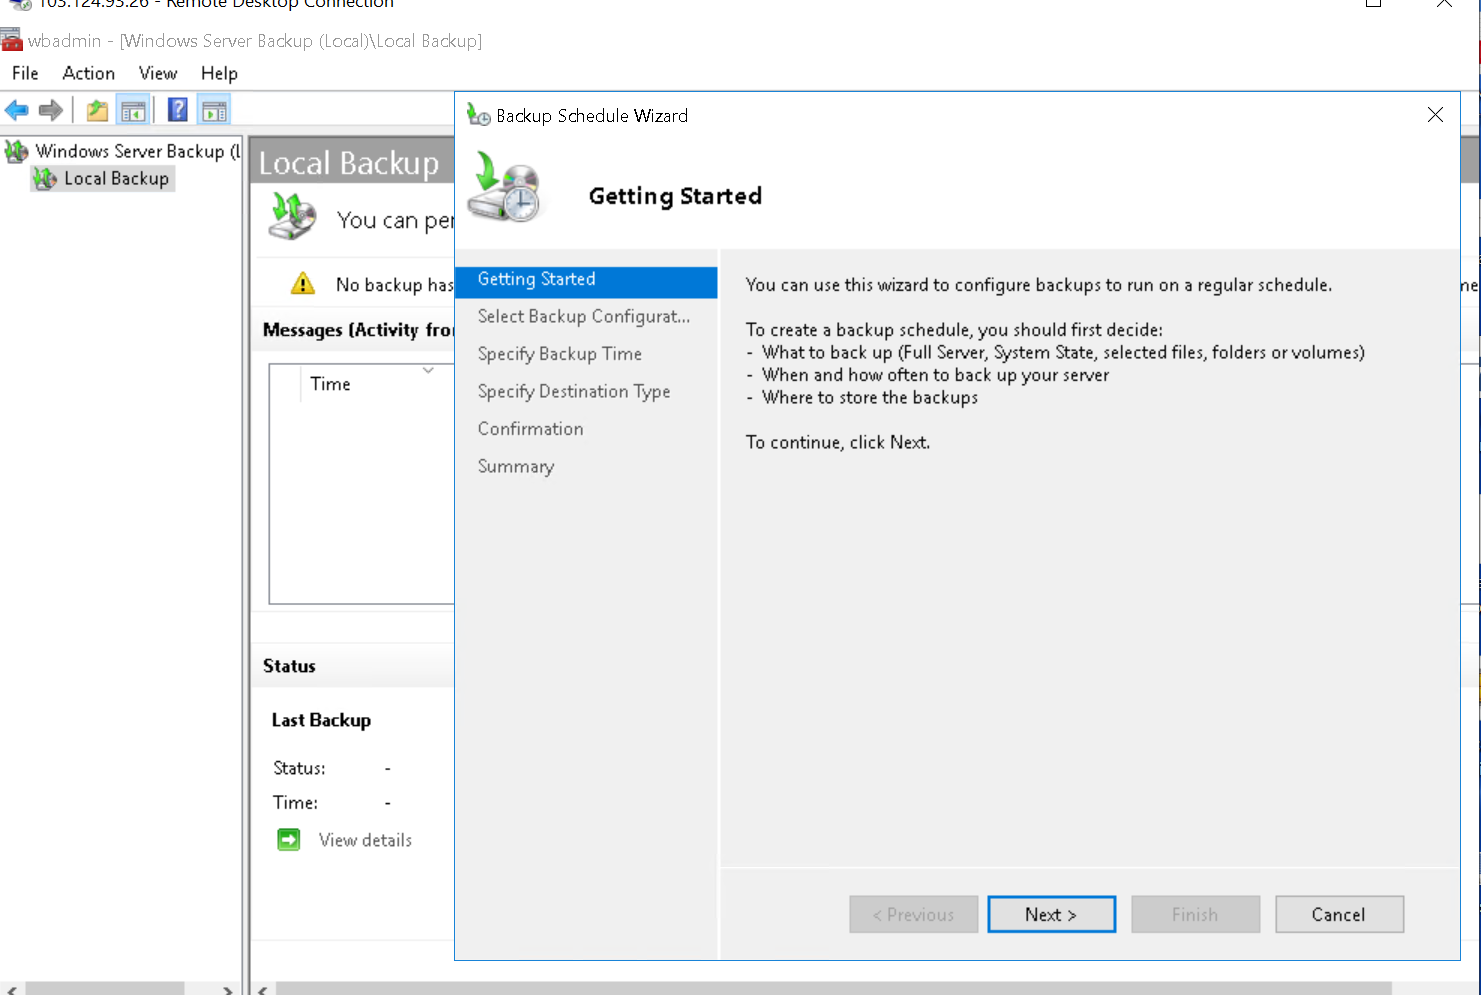 103.124.93.26 - Remote Desktop Connection
wbadmin - [Windows Server Backup (Local)\Local Backup]
File Action View Help
Windows Server Backup (L
Local Backup
Local Backup
You can per
No backup has
Messages (Activity fro
Time
Status
Last Backup
Status: -
Time: -
View details
Backup Schedule Wizard
Getting Started
Getting Started
Select Backup Configurat...
Specify Backup Time
Specify Destination Type
Confirmation
Summary
You can use this wizard to configure backups to run on a regular schedule.
To create a backup schedule, you should first decide:
- What to back up (Full Server, System State, selected files, folders or volumes)
- When and how often to back up your server
- Where to store the backups
To continue, click Next.
< Previous
Next >
Finish
Cancel